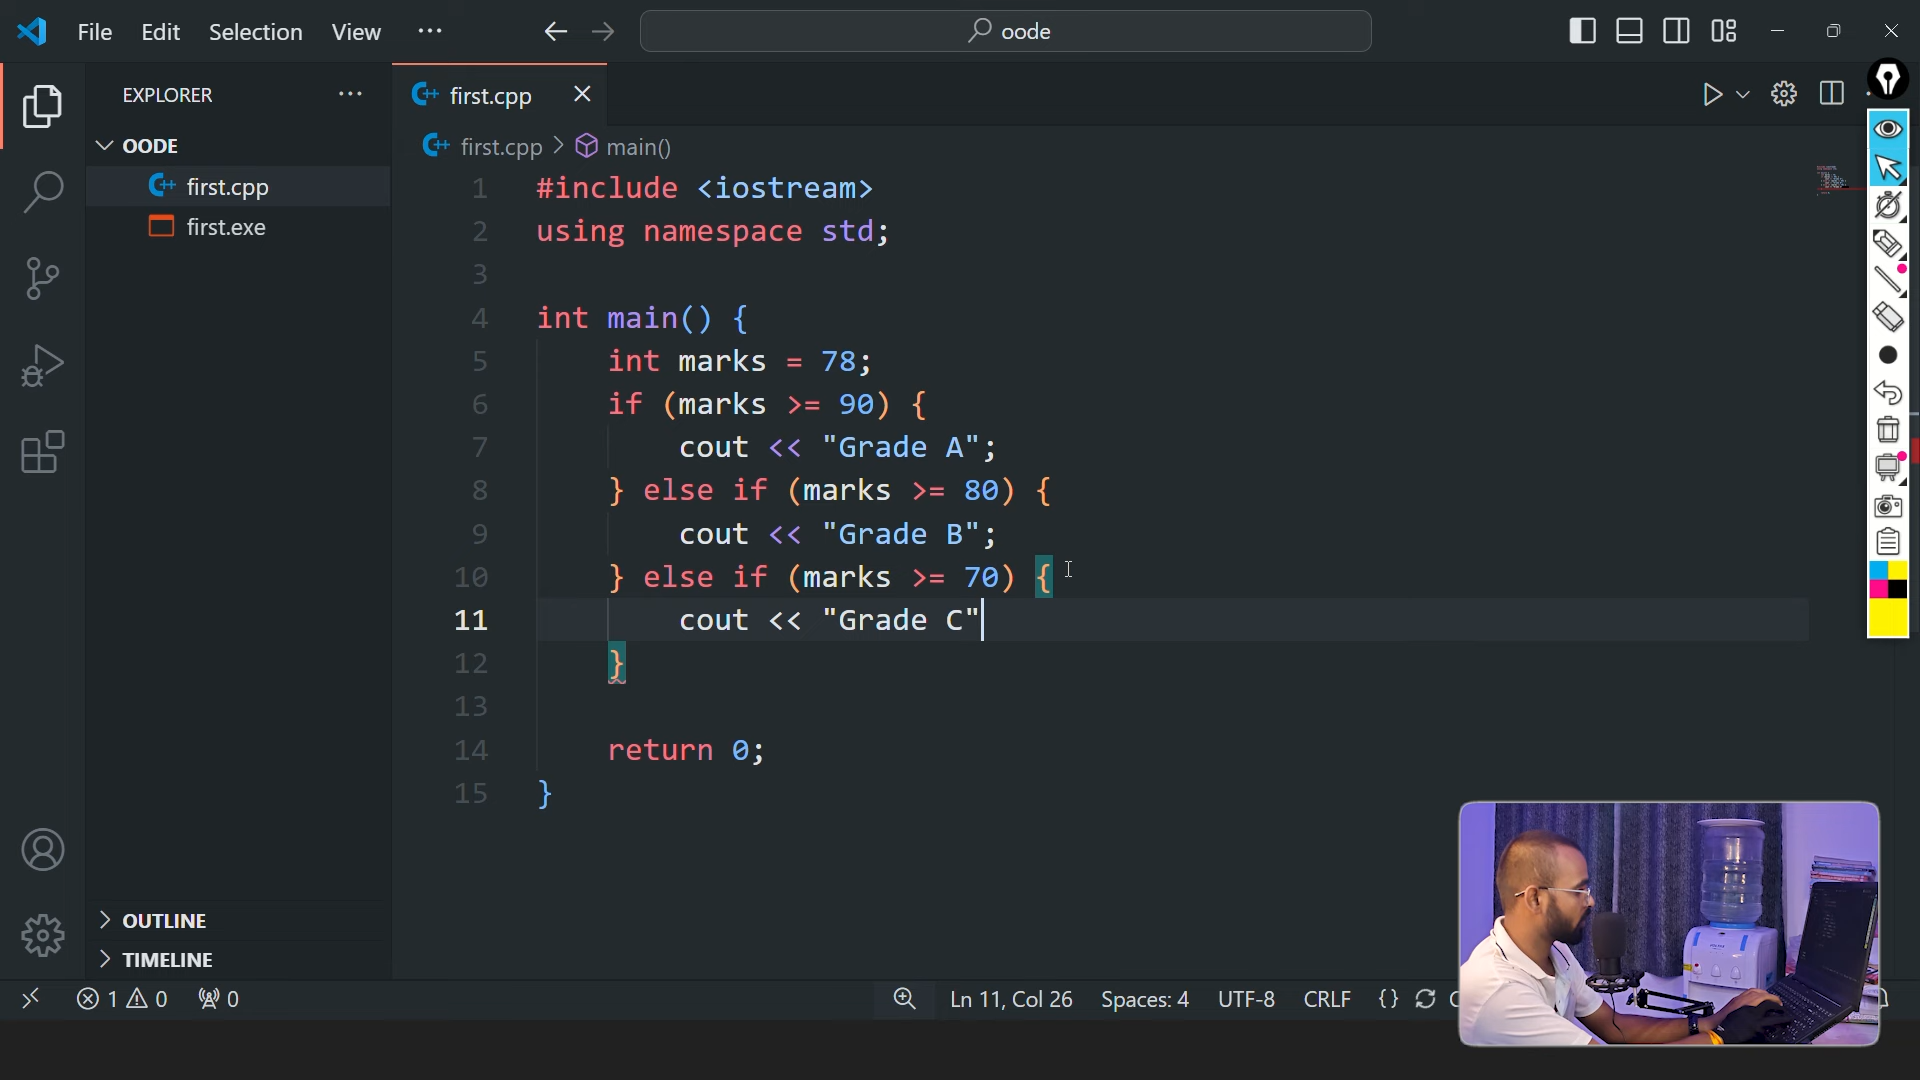 File Edit Selection View ··· oode
EXPLORER ···
OODE
first.cpp
first.exe
OUTLINE
TIMELINE
first.cpp
first.cpp > main()
1 #include <iostream>
2 using namespace std;
3
4 int main() {
5 int marks = 78;
6 if (marks >= 90) {
7 cout << "Grade A";
8 } else if (marks >= 80) {
9 cout << "Grade B";
10 } else if (marks >= 70) {
11 cout << "Grade C"
12 }
13
14 return 0;
15 }
1 0 0 Ln 11, Col 26 Spaces: 4 UTF-8 CRLF {}